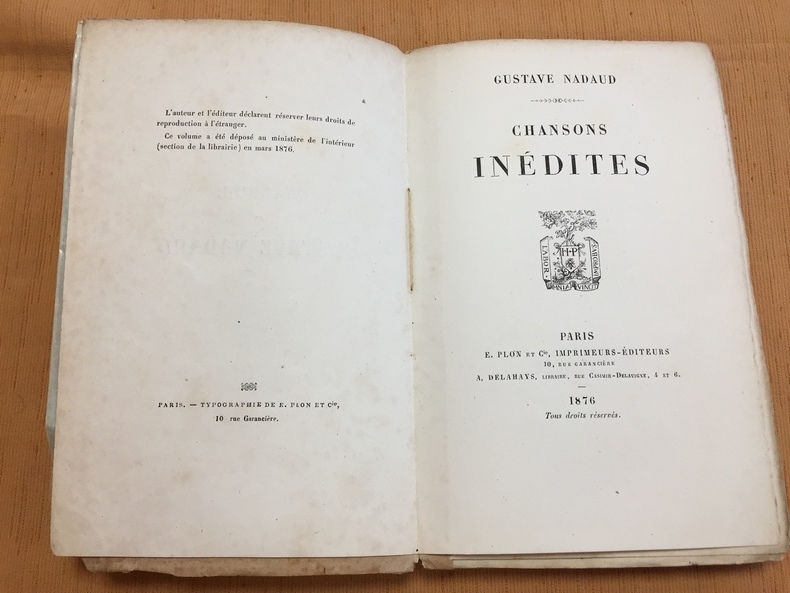 L'auteur et l'éditeur déclarent réserver leurs droits de
reproduction à l'étranger.
Ce volume a été déposé au ministère de l'intérieur
(section de la librairie) en mars 1876.
PARIS. — TYPOGRAPHIE DE E. PLON ET Cie,
10 rue Garancière.
GUSTAVE NADAUD
CHANSONS
INÉDITES
LABOR
H·P
OMNIA VINCIT
PARIS
E. PLON ET Cie, IMPRIMEURS-ÉDITEURS
10, RUE GARANCIÈRE
A. DELAHAYS, LIBRAIRE, RUE CASIMIR-DELAVIGNE, 4 ET 6.
—
1876
Tous droits réservés.